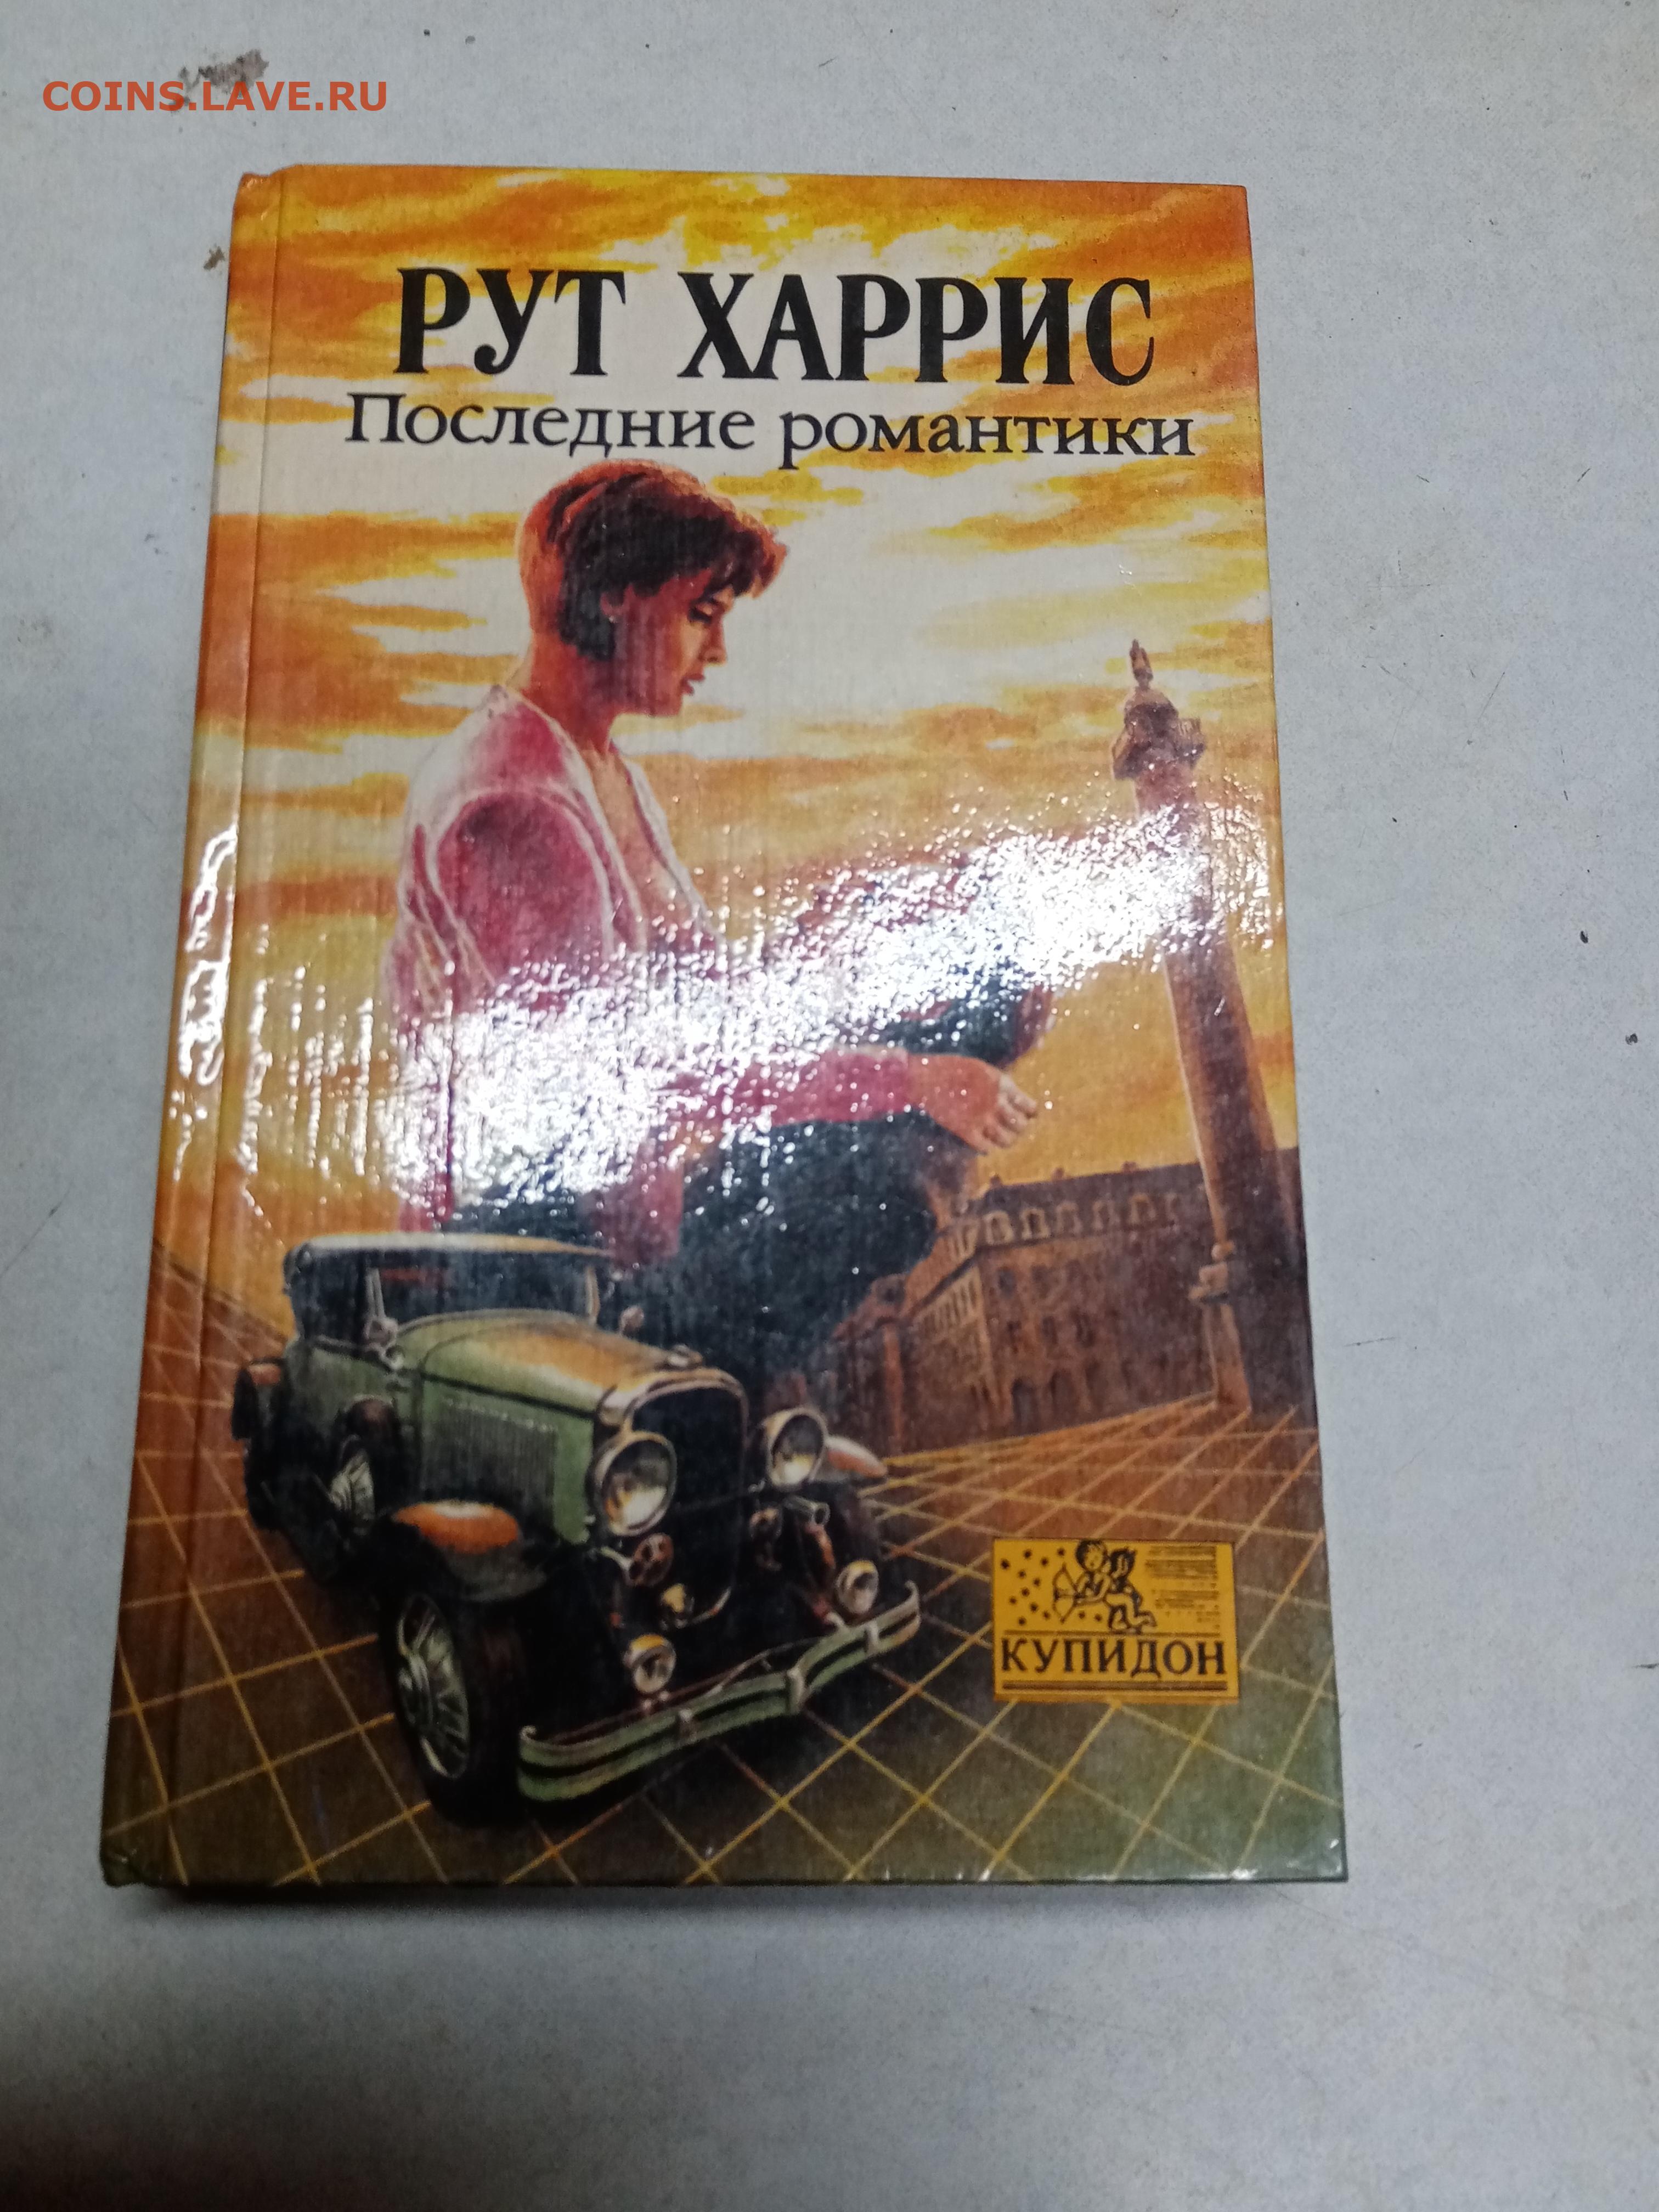 COINS.LAVE.RU
РУТ ХАРРИС
Последние романтики
КУПИДОН